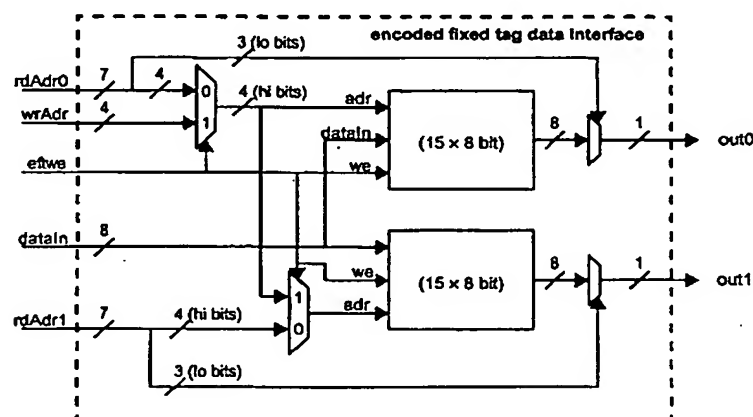 encoded fixed tag data interface
3 (lo bits)
rdAdr0
7
4
0
4 (hi bits)
adr
wrAdr
4
1
dataIn
(15 × 8 bit)
8
1
out0
eftwe
we
dataIn
8
we
(15 × 8 bit)
8
1
out1
1
adr
rdAdr1
7
4 (hi bits)
0
3 (lo bits)